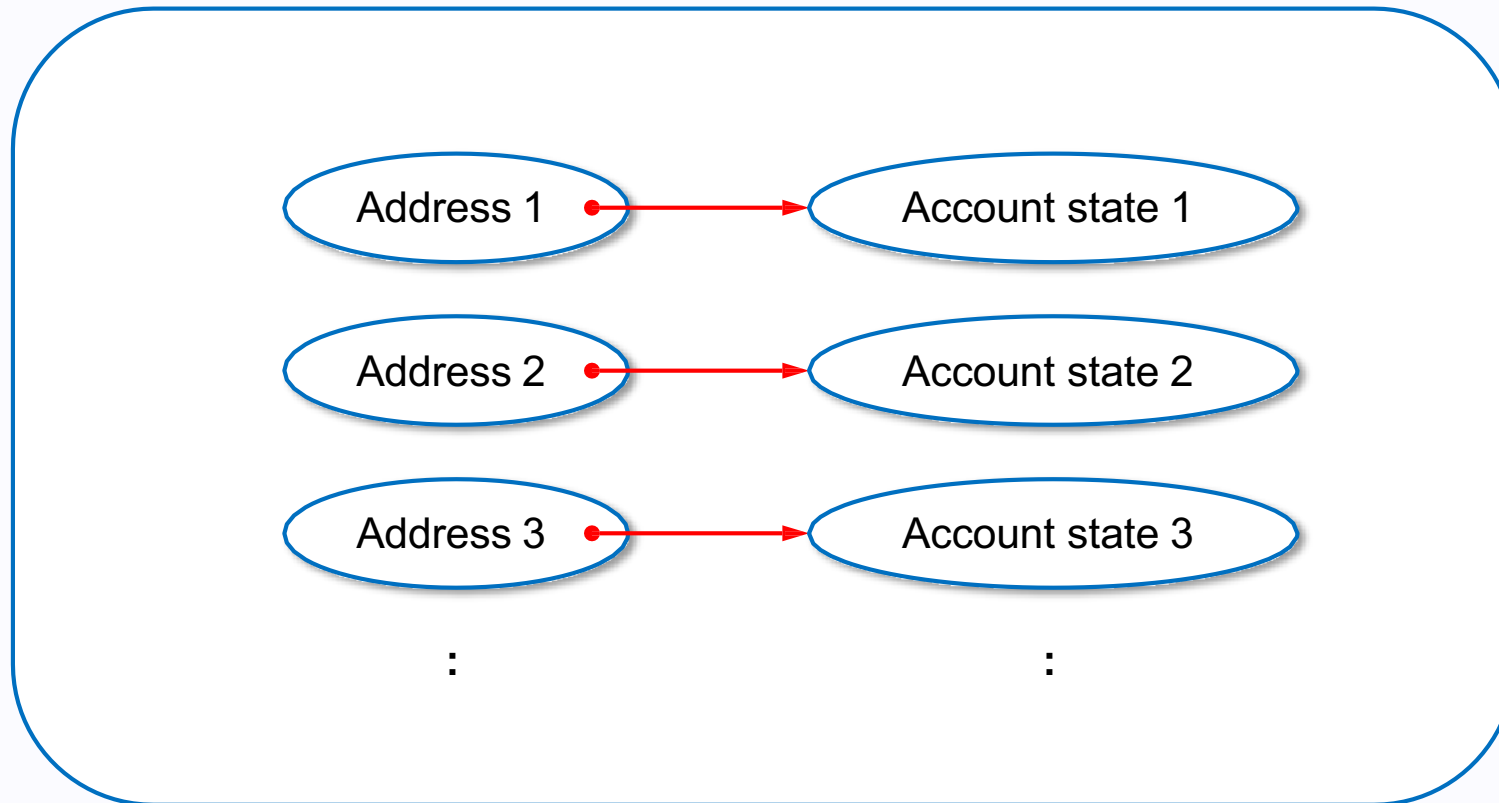 Address 1 Account state 1
Address 2 Account state 2
Address 3 Account state 3
: :